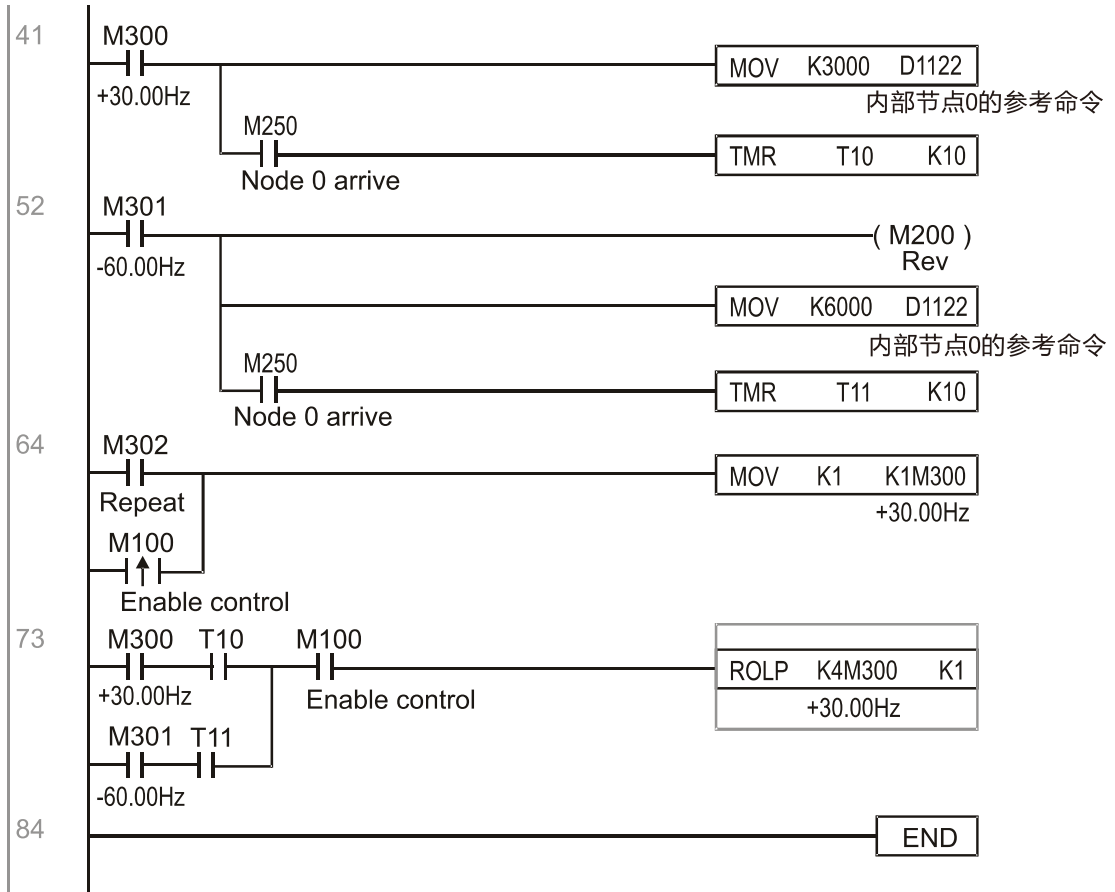 41
M300
MOV K3000 D1122
+30.00Hz
内部节点0的参考命令
M250
TMR T10 K10
Node 0 arrive
52
M301
( M200 )
Rev
-60.00Hz
MOV K6000 D1122
内部节点0的参考命令
M250
TMR T11 K10
Node 0 arrive
64
M302
MOV K1 K1M300
Repeat
+30.00Hz
M100
Enable control
73
M300 T10 M100
ROLP K4M300 K1
+30.00Hz
Enable control
+30.00Hz
M301 T11
-60.00Hz
84
END